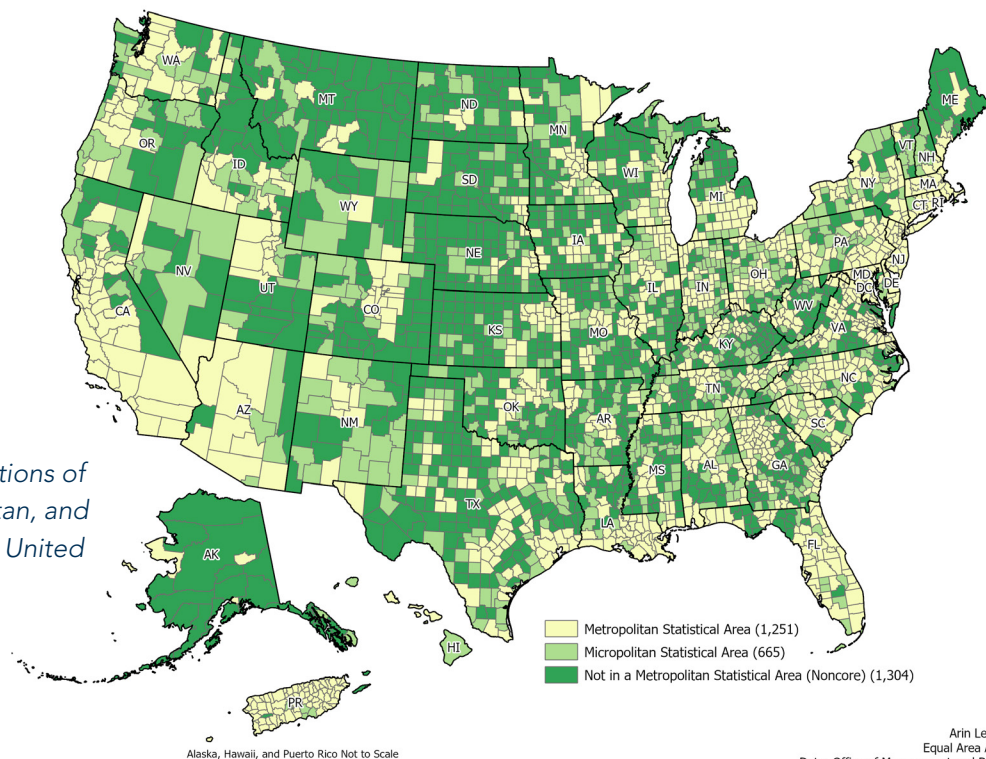 WA
MT
ND
MN
ME
OR
ID
SD
WI
MI
VT
NH
NY
MA
CT
RI
WY
IA
NE
PA
NJ
NV
UT
CO
IL
IN
OH
MD
DC
DE
WV
VA
CA
KS
MO
KY
NC
TN
AZ
NM
OK
AR
SC
MS
AL
GA
TX
LA
FL
tions of
tan, and
United
AK
HI
PR
Metropolitan Statistical Area (1,251)
Micropolitan Statistical Area (665)
Not in a Metropolitan Statistical Area (Noncore) (1,304)
Alaska, Hawaii, and Puerto Rico Not to Scale
Arin Le
Equal Area